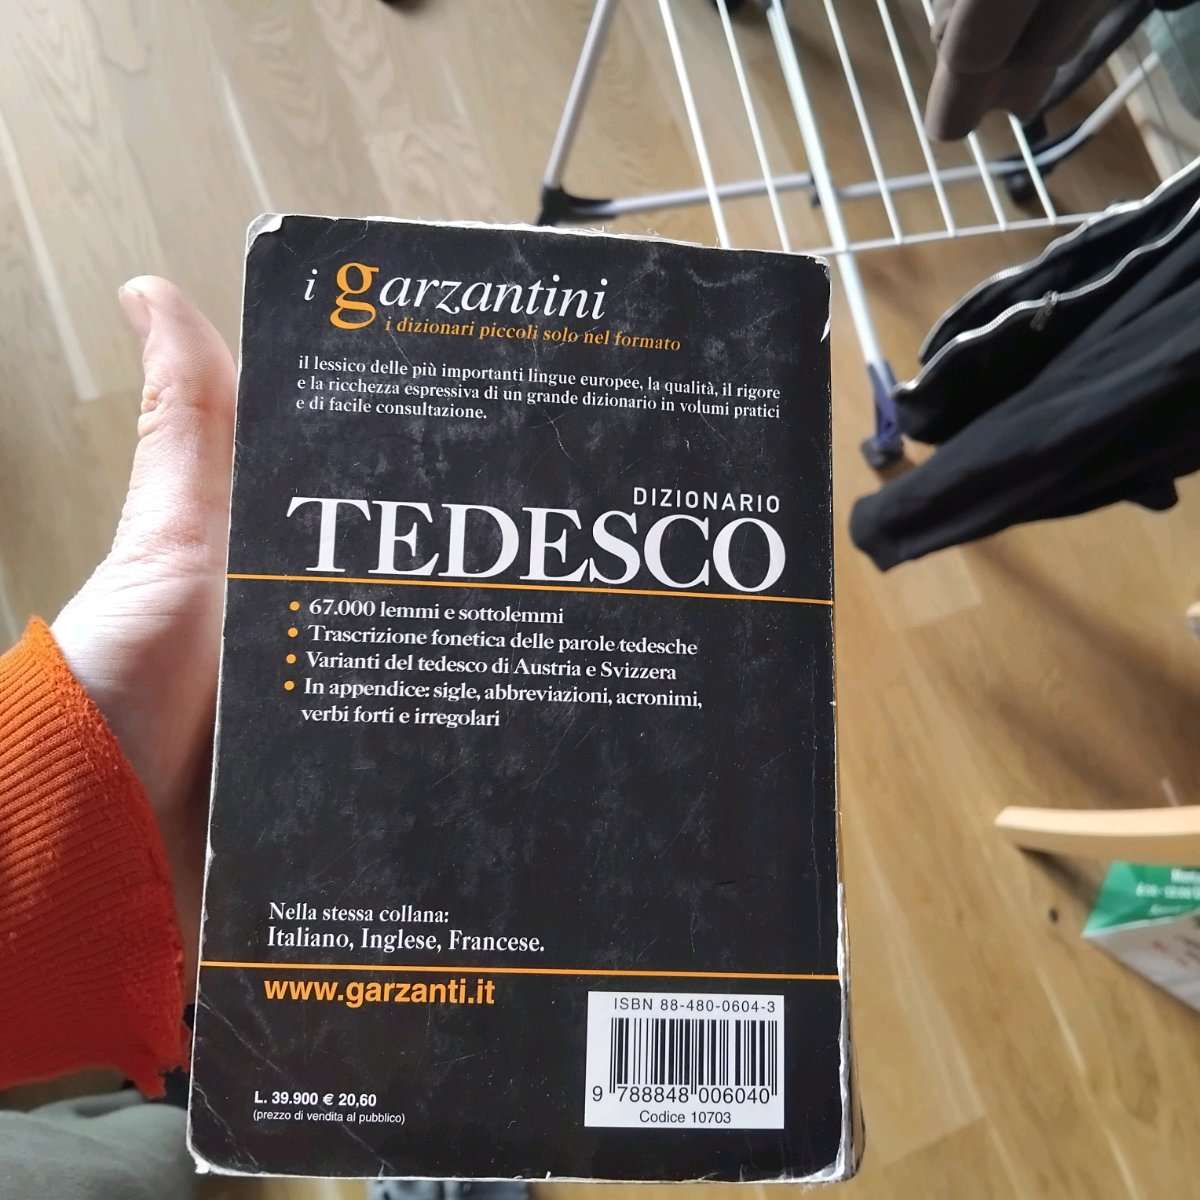 i garzantini
i dizionari piccoli solo nel formato
il lessico delle più importanti lingue europee, la qualità, il rigore
e la ricchezza espressiva di un grande dizionario in volumi pratici
e di facile consultazione.
DIZIONARIO
TEDESCO
• 67.000 lemmi e sottolemmi
• Trascrizione fonetica delle parole tedesche
• Varianti del tedesco di Austria e Svizzera
• In appendice: sigle, abbreviazioni, acronimi,
verbi forti e irregolari
Nella stessa collana:
Italiano, Inglese, Francese.
www.garzanti.it
L. 39.900 € 20,60
(prezzo di vendita al pubblico)
ISBN 88-480-0604-3
9 788848 006040
Codice 10703